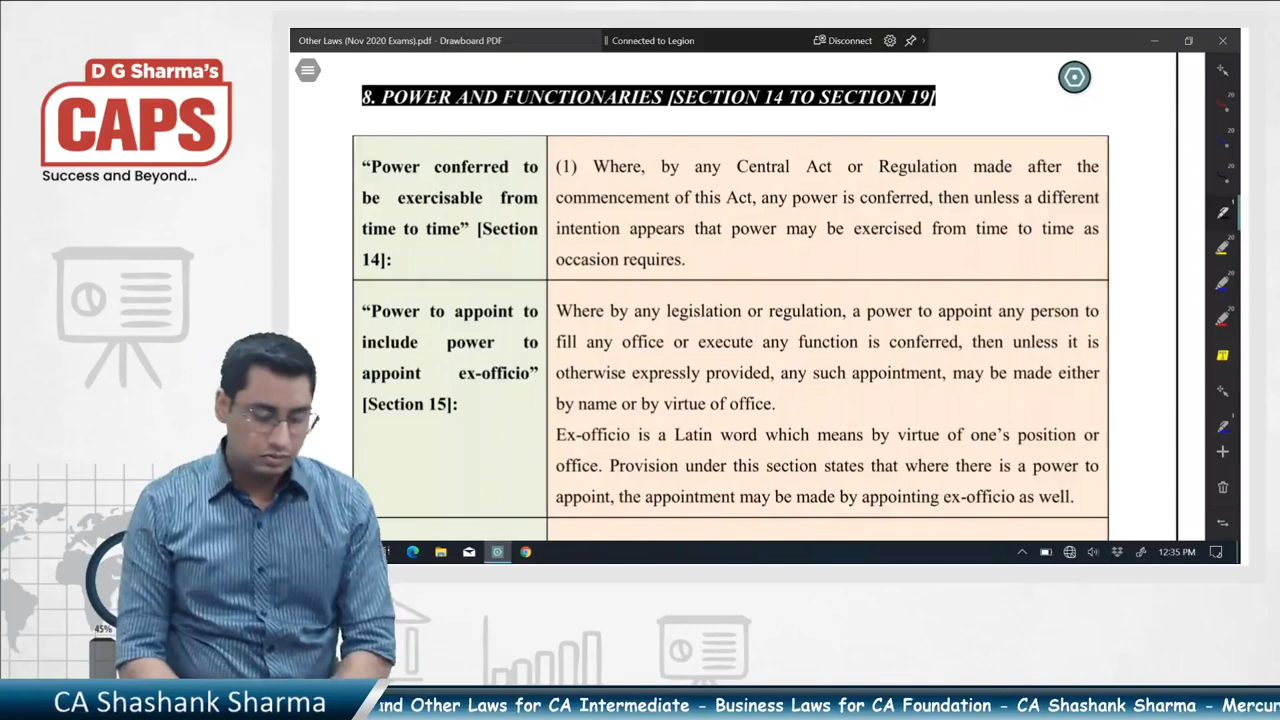 D G Sharma's
CAPS
Success and Beyond...
Other Laws (Nov 2020 Exams).pdf - Drawboard PDF
Connected to Legion
Disconnect
8. POWER AND FUNCTIONARIES [SECTION 14 TO SECTION 19]
“Power conferred to
be exercisable from
time to time” [Section
14]:
(1) Where, by any Central Act or Regulation made after the
commencement of this Act, any power is conferred, then unless a different
intention appears that power may be exercised from time to time as
occasion requires.
“Power to appoint to
include power to
appoint ex-officio”
[Section 15]:
Where by any legislation or regulation, a power to appoint any person to
fill any office or execute any function is conferred, then unless it is
otherwise expressly provided, any such appointment, may be made either
by name or by virtue of office.
Ex-officio is a Latin word which means by virtue of one’s position or
office. Provision under this section states that where there is a power to
appoint, the appointment may be made by appointing ex-officio as well.
20
20
20
1
20
20
20
1
12:35 PM
45%
CA Shashank Sharma
and Other Laws for CA Intermediate - Business Laws for CA Foundation - CA Shashank Sharma - Mercur